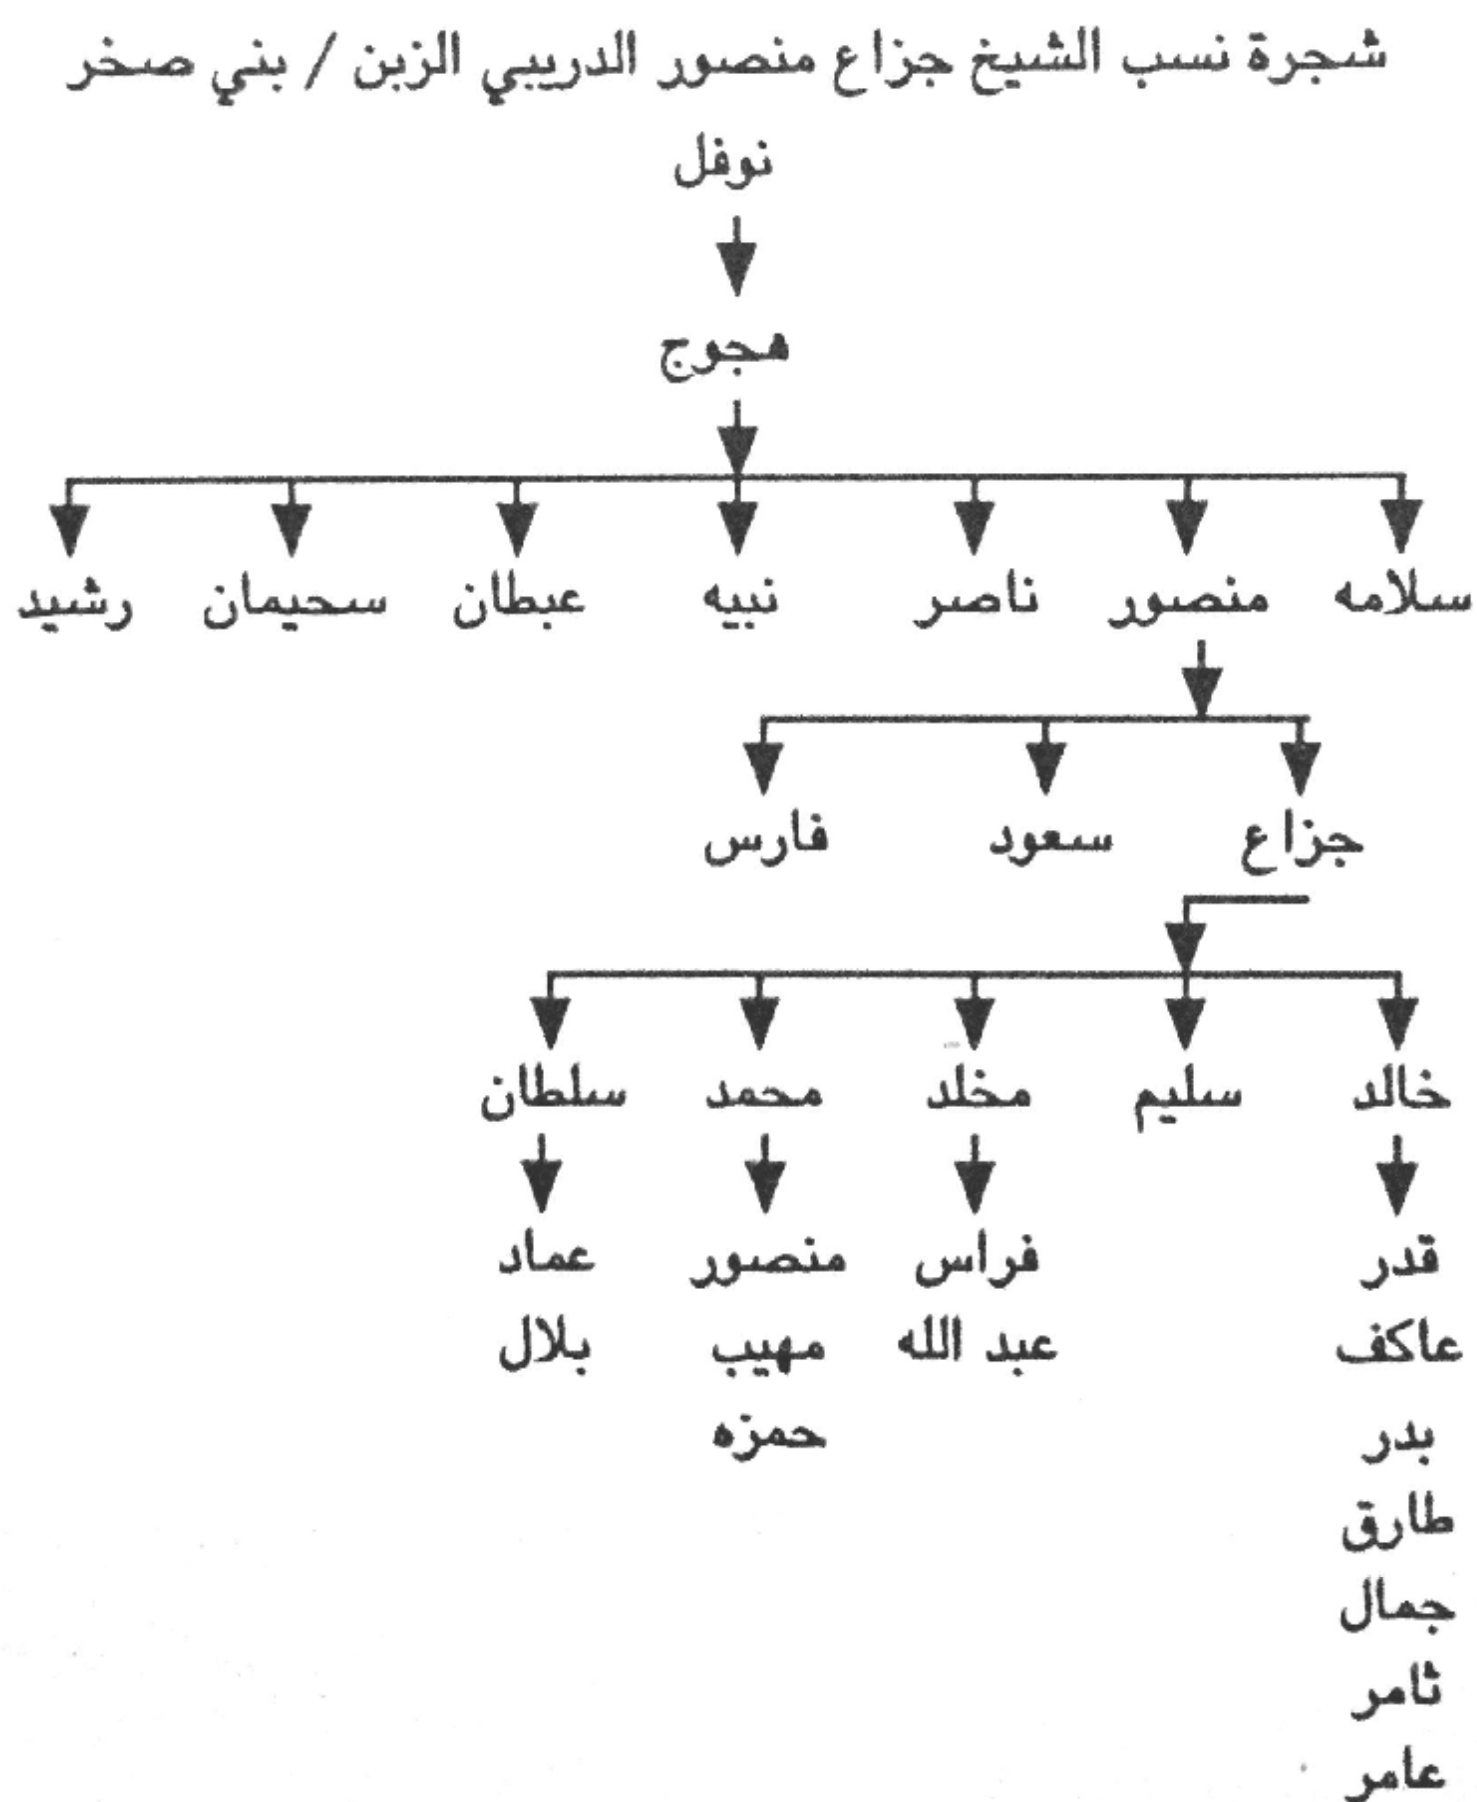 شجرة نسب الشيخ جزاع منصور الدريبي الزبن / بني صخر
نوفل
هجوج
سلامه منصور ناصر نبيه عبطان سحيمان رشيد
جزاع سعود فارس
خالد سليم مخلد محمد سلطان
قدر فراس منصور عماد
عاكف عبد الله مهيب بلال
بدر حمزه
طارق
جمال
ثامر
عامر